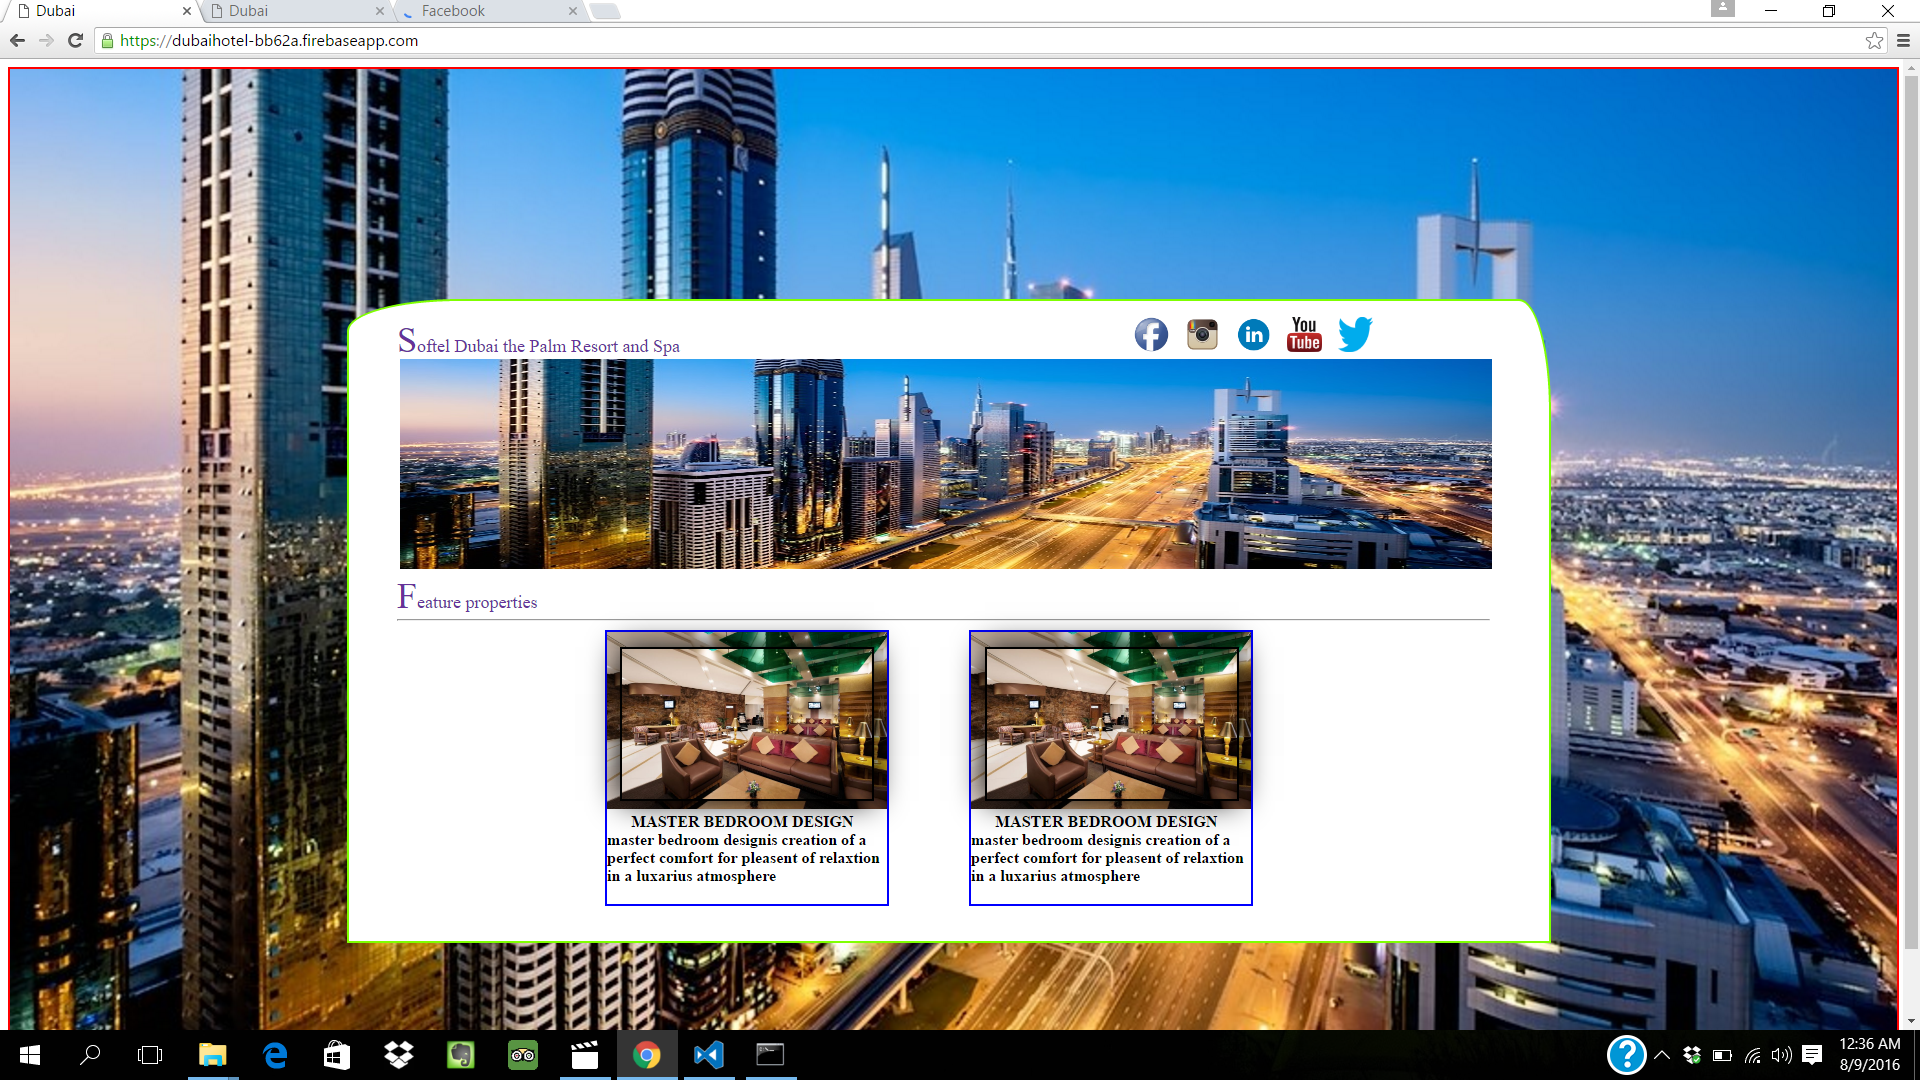 Dubai
Dubai
Facebook
https://dubaihotel-bb62a.firebaseapp.com
Softel Dubai the Palm Resort and Spa
in
You
Tube
Feature properties
MASTER BEDROOM DESIGN
master bedroom designis creation of a
perfect comfort for pleasent of relaxtion
in a luxarius atmosphere
MASTER BEDROOM DESIGN
master bedroom designis creation of a
perfect comfort for pleasent of relaxtion
in a luxarius atmosphere
12:36 AM
8/9/2016